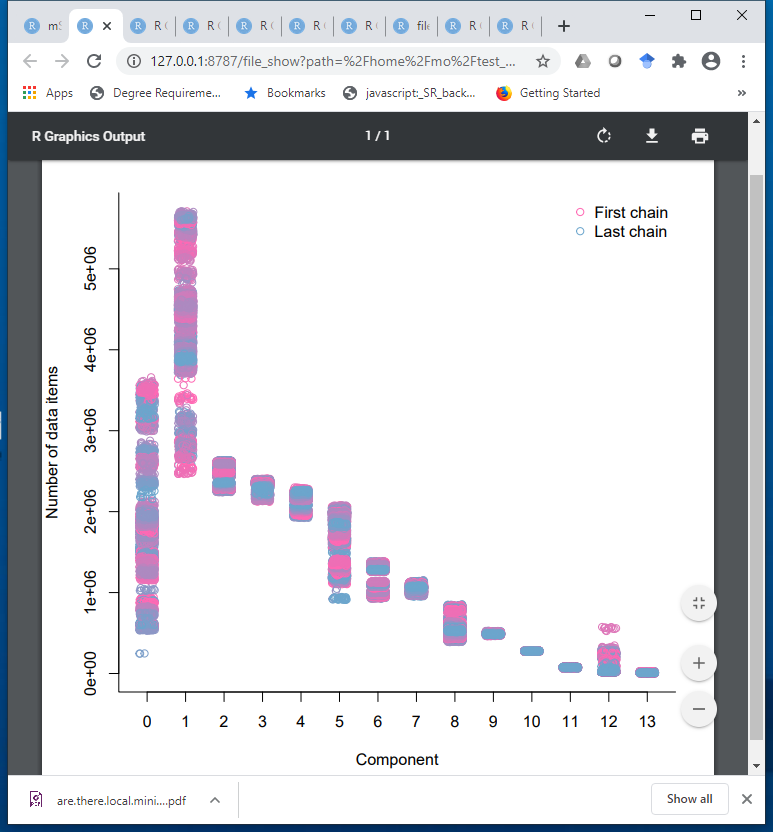 mS
R
R (
R (
R (
R (
R (
R (
file
R (
R (
127.0.0.1:8787/file_show?path=%2Fhome%2Fmo%2Ftest_...
Apps Degree Requireme... Bookmarks javascript:_SR_back... Getting Started »
R Graphics Output 1 / 1
First chain
Last chain
5e+06
4e+06
3e+06
2e+06
1e+06
0e+00
Number of data items
0 1 2 3 4 5 6 7 8 9 10 11 12 13
Component
are.there.local.mini....pdf Show all